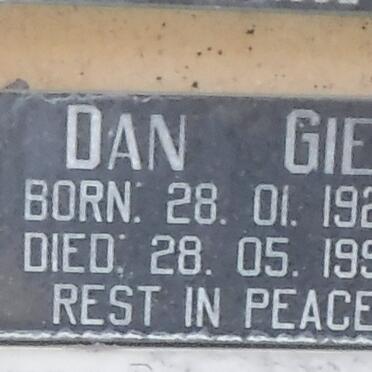 DAN GIE
BORN: 28. 01. 192
DIED: 28. 05. 199
REST IN PEACE